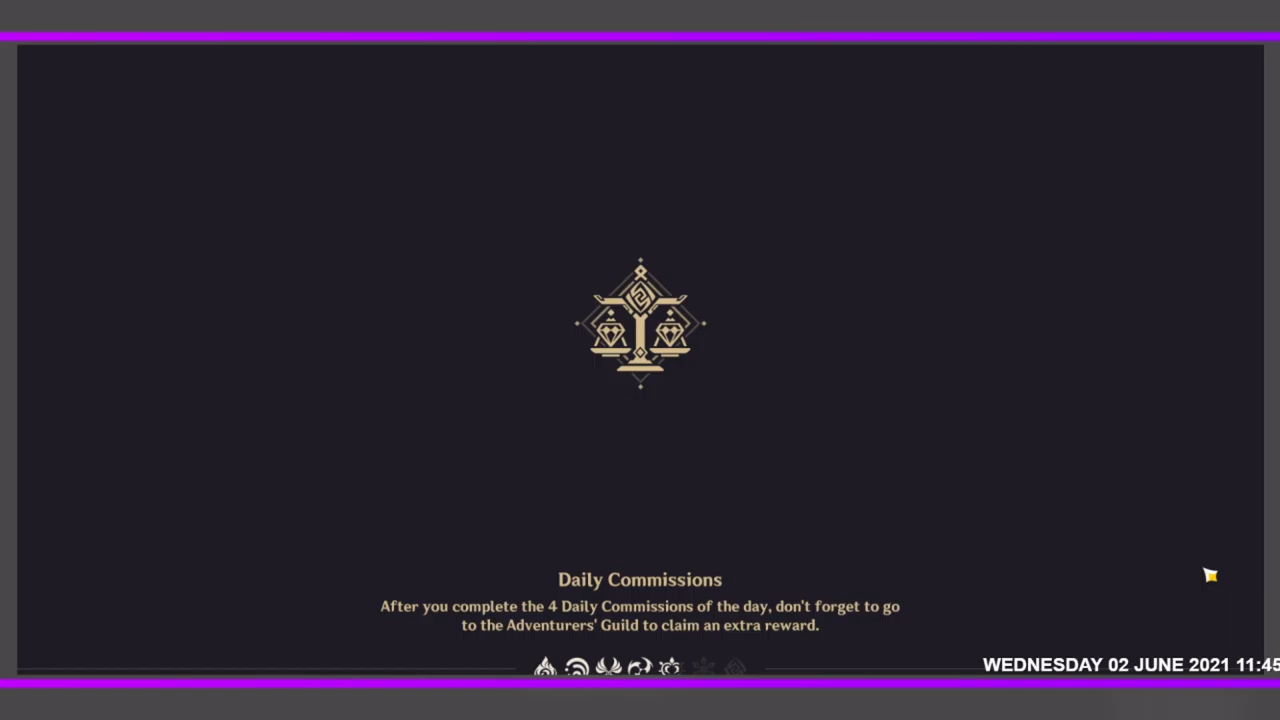 Daily Commissions
After you complete the 4 Daily Commissions of the day, don't forget to go
to the Adventurers' Guild to claim an extra reward.
WEDNESDAY 02 JUNE 2021 11:45